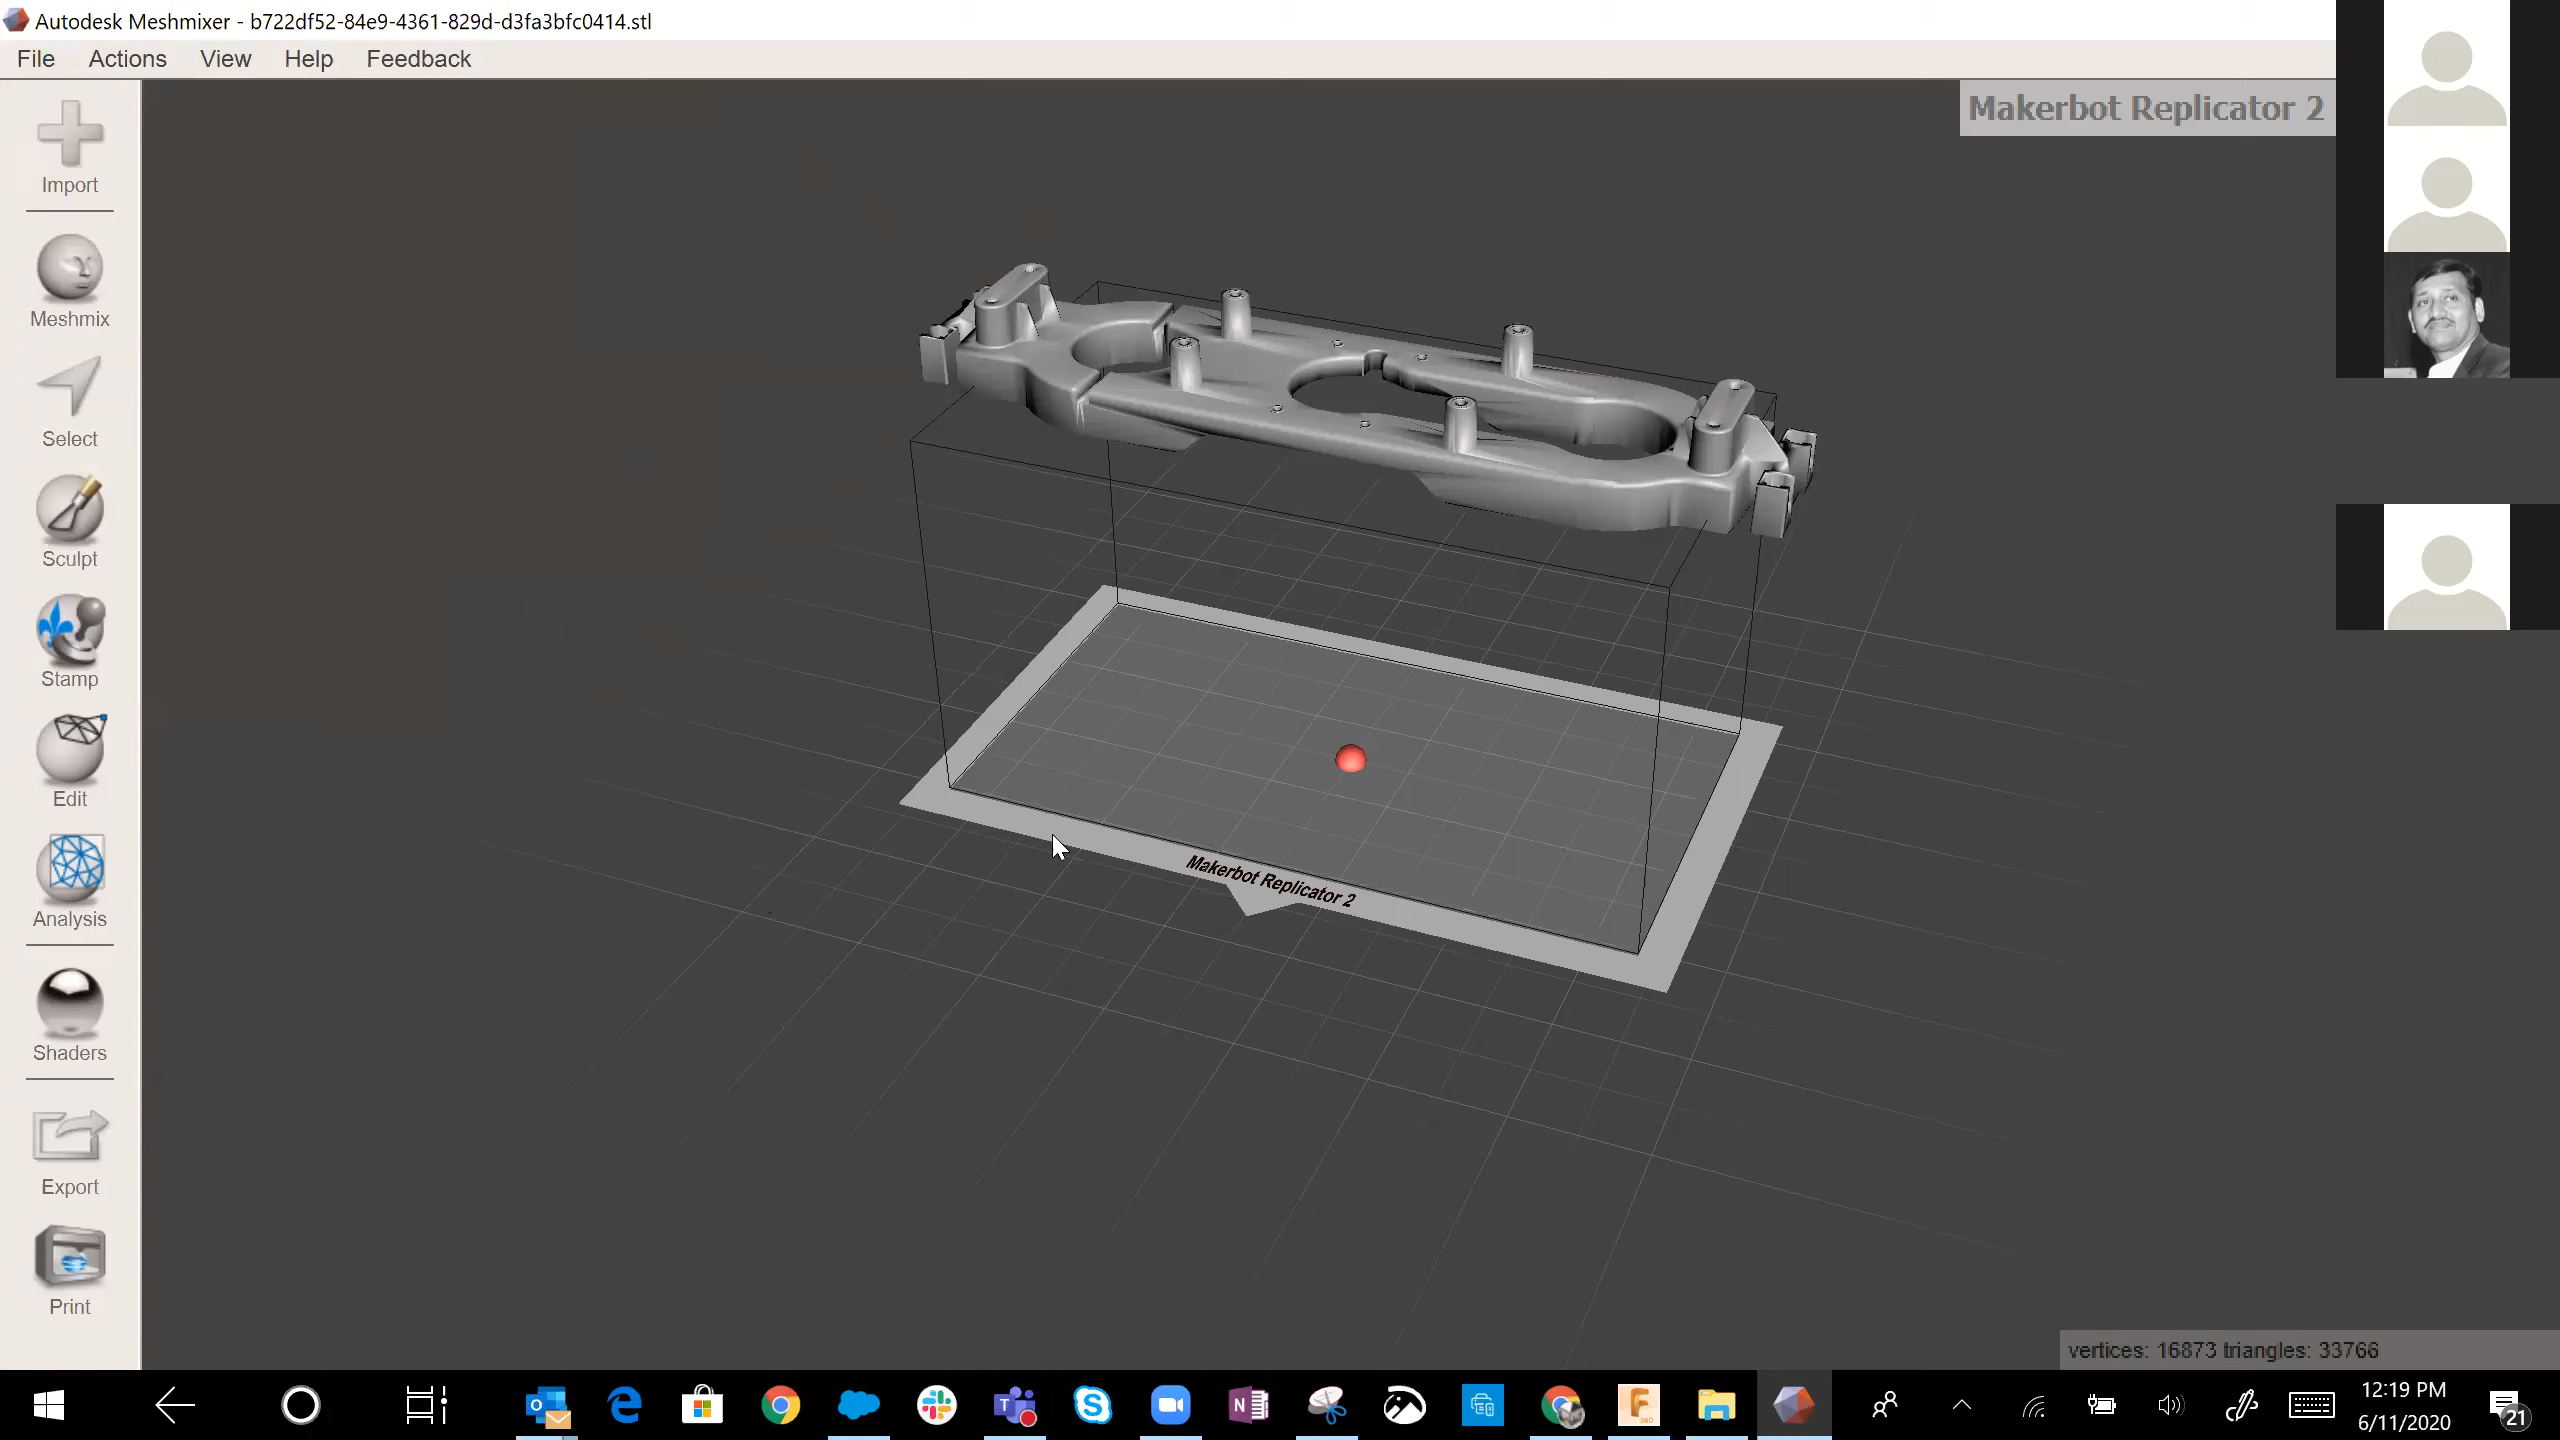 Autodesk Meshmixer - b722df52-84e9-4361-829d-d3fa3bfc0414.stl
File Actions View Help Feedback
Makerbot Replicator 2
Import
Meshmix
Select
Sculpt
Stamp
Edit
Analysis
Shaders
Export
Print
Makerbot Replicator 2
vertices: 16873 triangles: 33766
12:19 PM
6/11/2020
21